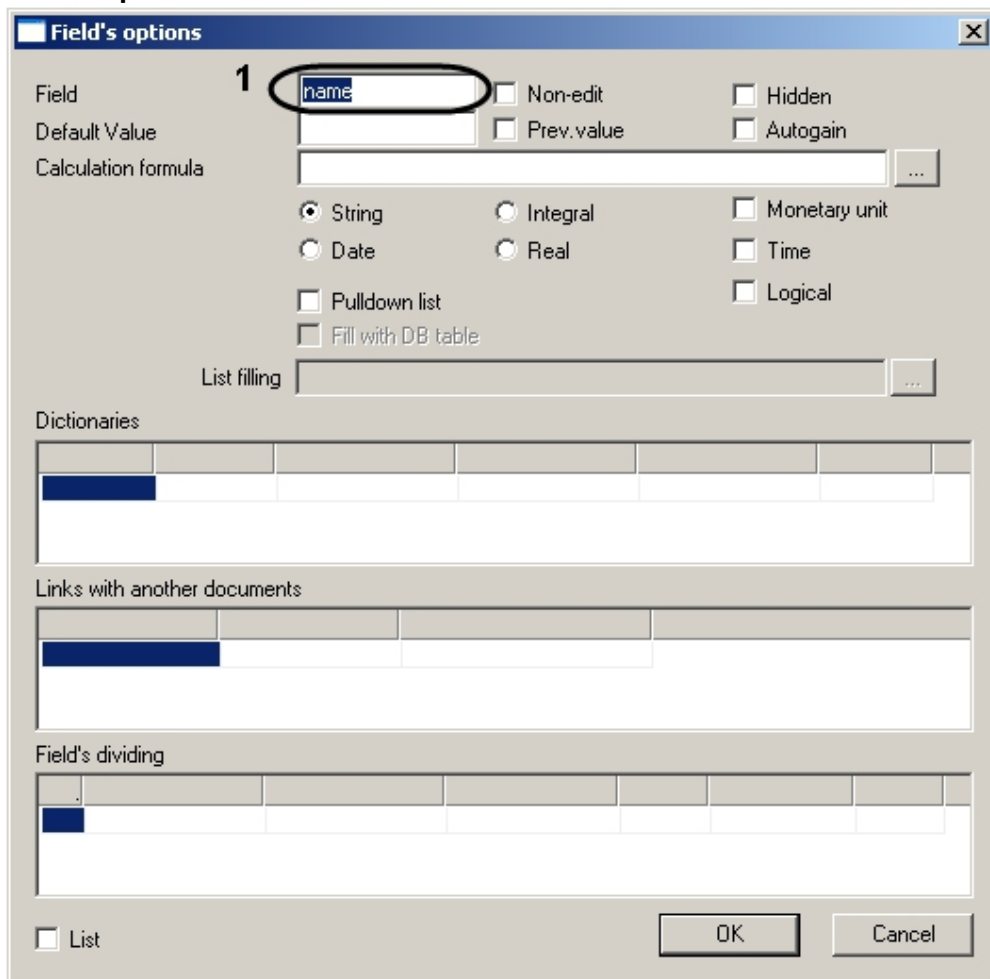 Field's options
1
Field name Non-edit Hidden
Default Value Prev.value Autogain
Calculation formula ...
String Integral Monetary unit
Date Real Time
Pulldown list Logical
Fill with DB table
List filling ...
Dictionaries
Links with another documents
Field's dividing
.
List OK Cancel